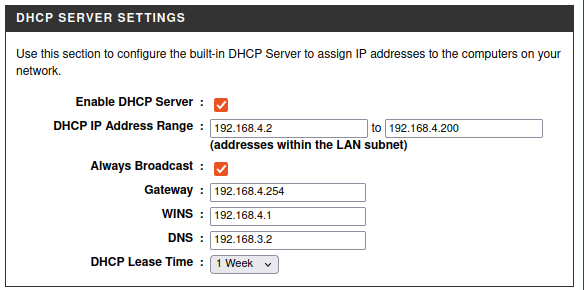 DHCP SERVER SETTINGS
Use this section to configure the built-in DHCP Server to assign IP addresses to the computers on your
network.
Enable DHCP Server :
DHCP IP Address Range : 192.168.4.2 to 192.168.4.200
(addresses within the LAN subnet)
Always Broadcast :
Gateway : 192.168.4.254
WINS : 192.168.4.1
DNS : 192.168.3.2
DHCP Lease Time : 1 Week